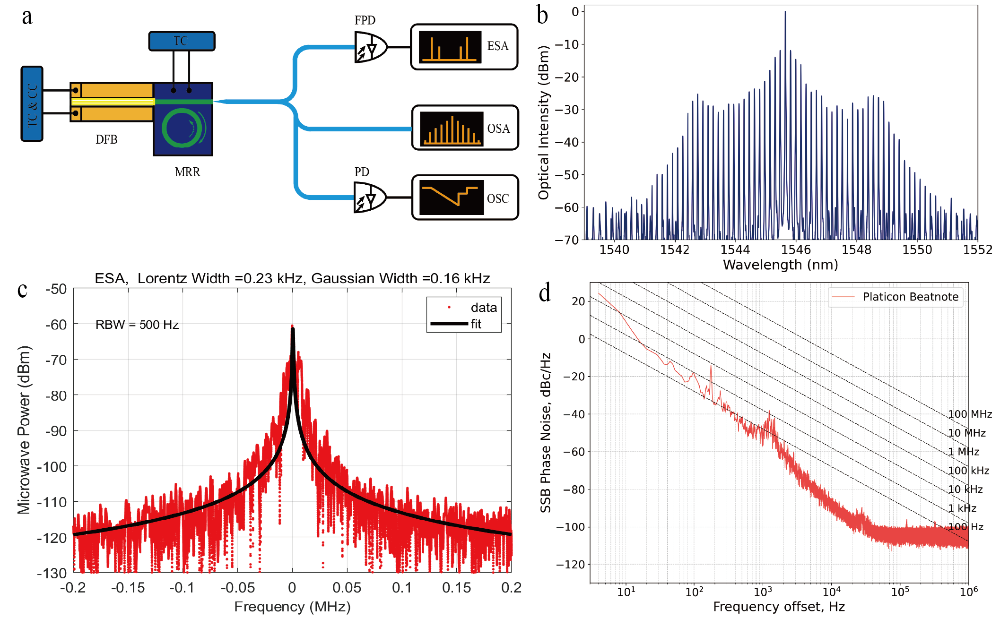 a
TC
TC & CC
DFB
MRR
FPD
ESA
OSA
PD
OSC
b
Optical Intensity (dBm)
0
−10
−20
−30
−40
−50
−60
−70
1540 1542 1544 1546 1548 1550 1552
Wavelength (nm)
c
ESA, Lorentz Width =0.23 kHz, Gaussian Width =0.16 kHz
RBW = 500 Hz
data
fit
Microwave Power (dBm)
-50
-60
-70
-80
-90
-100
-110
-120
-130
-0.2 -0.15 -0.1 -0.05 0 0.05 0.1 0.15 0.2
Frequency (MHz)
d
Platicon Beatnote
SSB Phase Noise, dBc/Hz
20
0
−20
−40
−60
−80
−100
−120
100 MHz
10 MHz
1 MHz
100 kHz
10 kHz
1 kHz
100 Hz
10¹ 10² 10³ 10⁴ 10⁵ 10⁶
Frequency offset, Hz